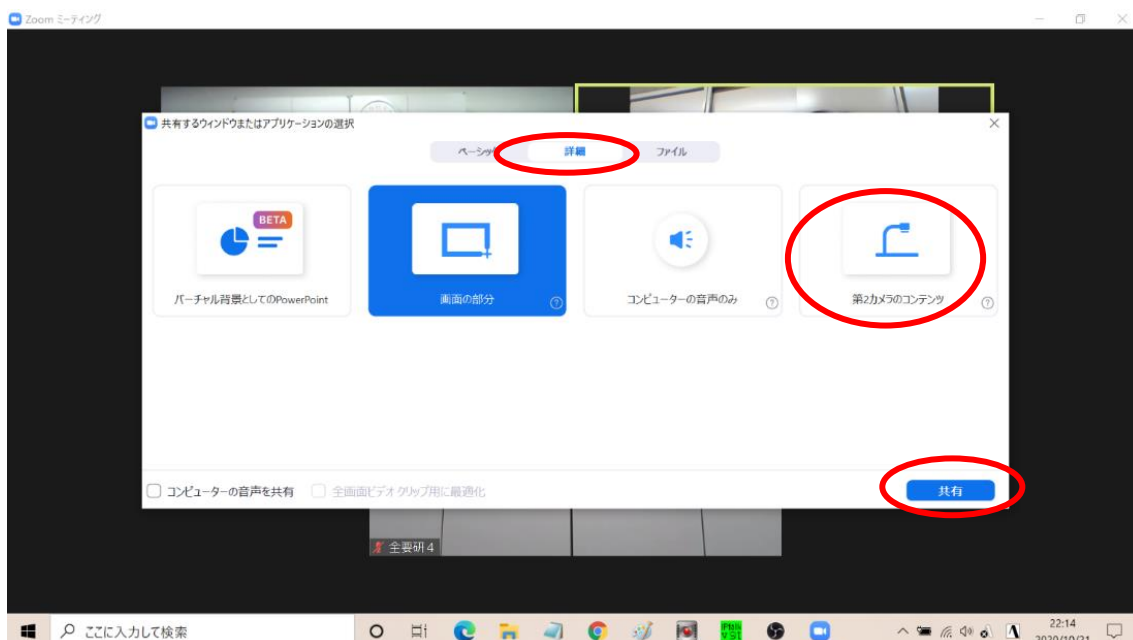 Zoom ミーティング
共有するウィンドウまたはアプリケーションの選択
詳細
ファイル
BETA
バーチャル背景としてのPowerPoint
画面の部分
コンピューターの音声のみ
第2カメラのコンテンツ
コンピューターの音声を共有
全画面ビデオ クリップ用に最適化
共有
全要研 4
ここに入力して検索
22:14
2020/10/21